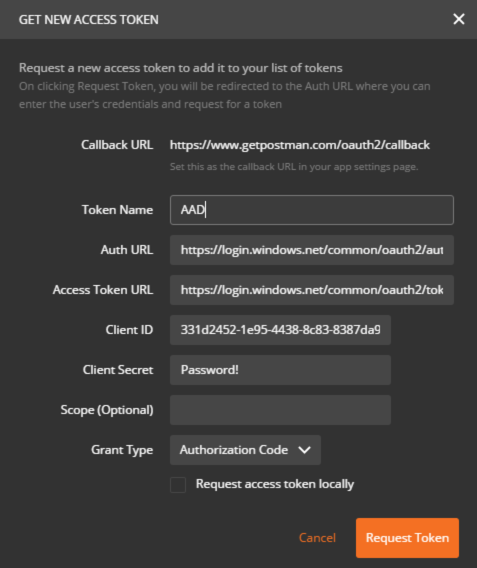 GET NEW ACCESS TOKEN
Request a new access token to add it to your list of tokens
On clicking Request Token, you will be redirected to the Auth URL where you can
enter the user's credentials and request for a token
Callback URL https://www.getpostman.com/oauth2/callback
Set this as the callback URL in your app settings page.
Token Name AAD
Auth URL https://login.windows.net/common/oauth2/aut
Access Token URL https://login.windows.net/common/oauth2/tok
Client ID 331d2452-1e95-4438-8c83-8387da9
Client Secret Password!
Scope (Optional)
Grant Type Authorization Code
Request access token locally
Cancel Request Token